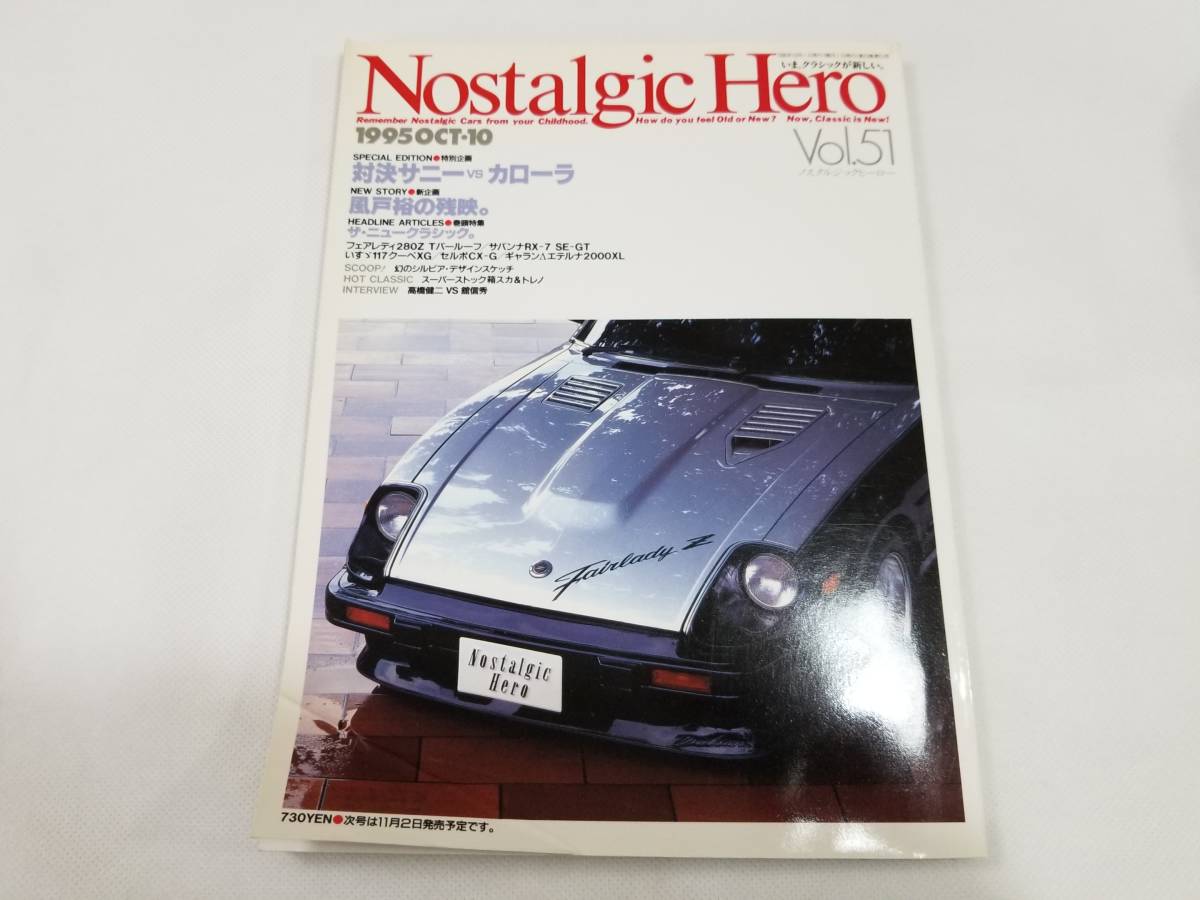 いま、クラシックが新しい。
Nostalgic Hero
Remember Nostalgic Cars from your Childhood. How do you feel Old or New? Now, Classic is New!
1995 OCT・10
Vol.51
ノスタルジックヒーロー
SPECIAL EDITION●特別企画
対決サニーVSカローラ
NEW STORY●新企画
風戸裕の残映。
HEADLINE ARTICLES●巻頭特集
ザ・ニュークラシック。
フェアレディ280Z Tバールーフ/サバンナRX-7 SE-GT
いすゞ117クーペXG/セルボCX-G/ギャランΛエテルナ2000XL
SCOOP! 幻のシルビア・デザインスケッチ
HOT CLASSIC スーパーストック箱スカ&トレノ
INTERVIEW 高橋健二 VS 舘信秀
Fairlady Z
Nostalgic
Hero
730YEN●次号は11月2日発売予定です。